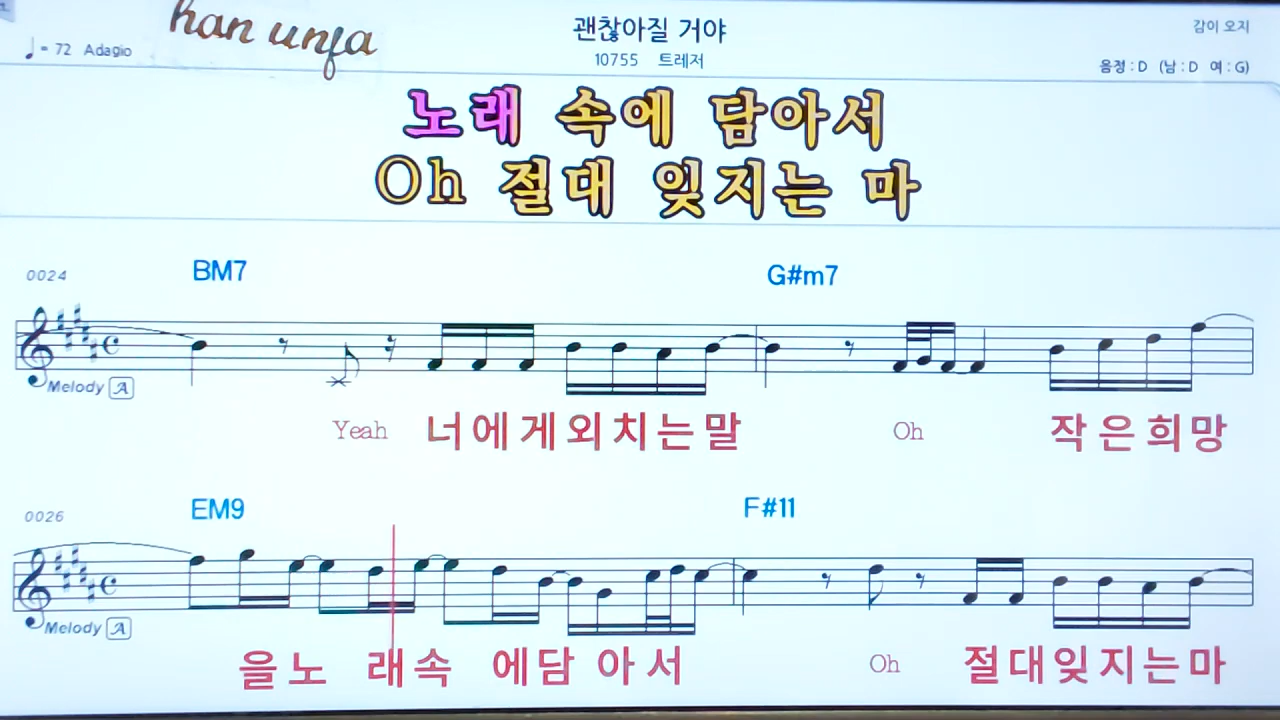 han unfa
괜찮아질 거야
감이 오지
♩= 72 Adagio
10755 트레저
음정 : D (남 : D 여 : G)
노래 속에 담아서
Oh 절대 잊지는 마
0024 BM7 G#m7
Melody A
Yeah 너에게외치는말 Oh 작은희망
0026 EM9 F#11
Melody A
을노 래속 에담 아서 Oh 절대잊지는마